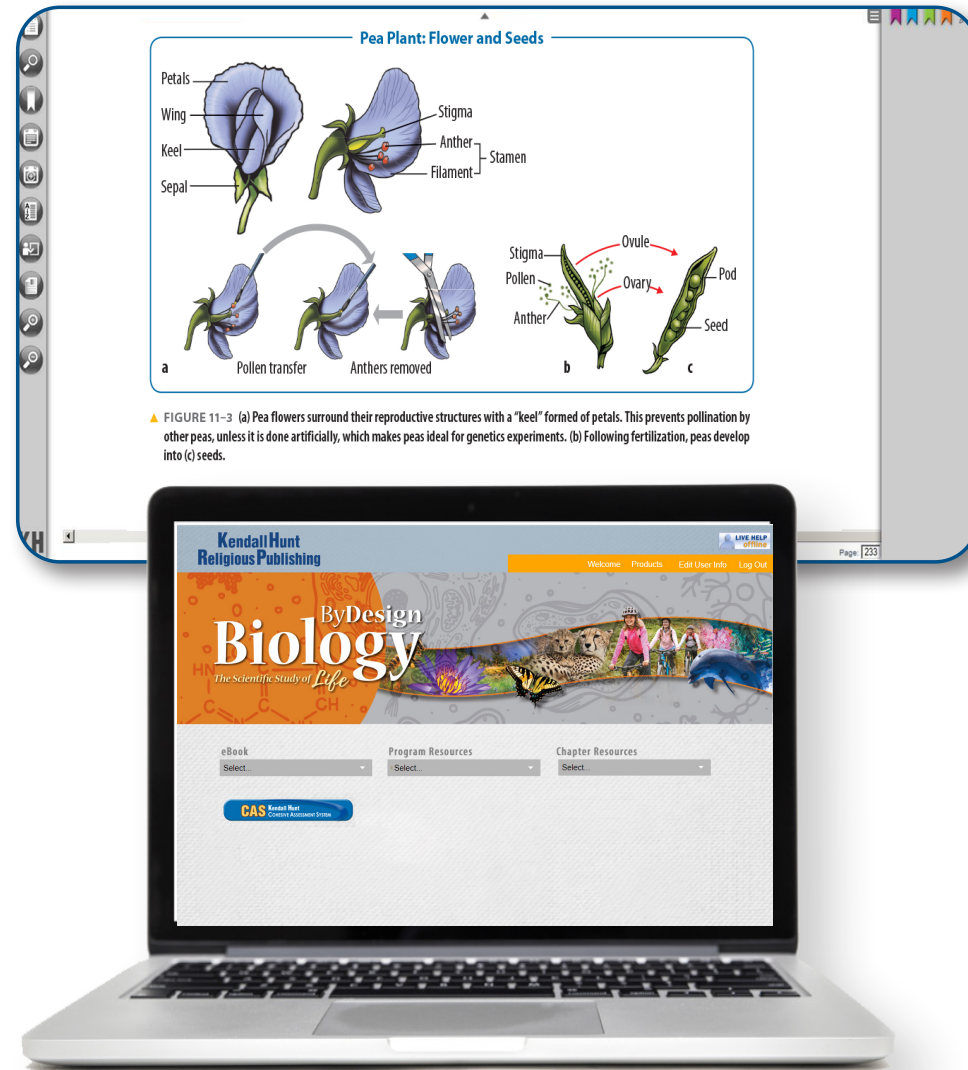 Pea Plant: Flower and Seeds
Petals
Wing
Keel
Sepal
Stigma
Anther
Filament
Stamen
Stigma
Pollen
Anther
Ovule
Ovary
Pod
Seed
a
Pollen transfer
Anthers removed
b
c
▲ FIGURE 11–3 (a) Pea flowers surround their reproductive structures with a “keel” formed of petals. This prevents pollination by
other peas, unless it is done artificially, which makes peas ideal for genetics experiments. (b) Following fertilization, peas develop
into (c) seeds.
KH
Page: 233
Kendall Hunt
Religious Publishing
LIVE HELP
offline
Welcome Products Edit User Info Log Out
ByDesign
Biology
The Scientific Study of Life
HN
C
C
CH
eBook
Program Resources
Chapter Resources
Select...
Select...
Select...
CAS Kendall Hunt
Cohesive Assessment System